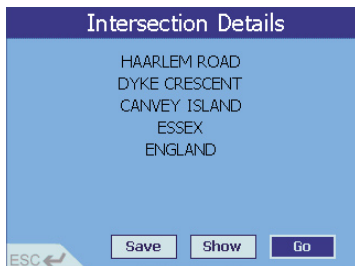 Intersection Details
HAARLEM ROAD
DYKE CRESCENT
CANVEY ISLAND
ESSEX
ENGLAND
Save Show Go
ESC